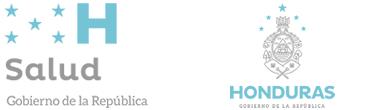 H
Salud
Gobierno de la República
HONDURAS
GOBIERNO DE LA REPÚBLICA